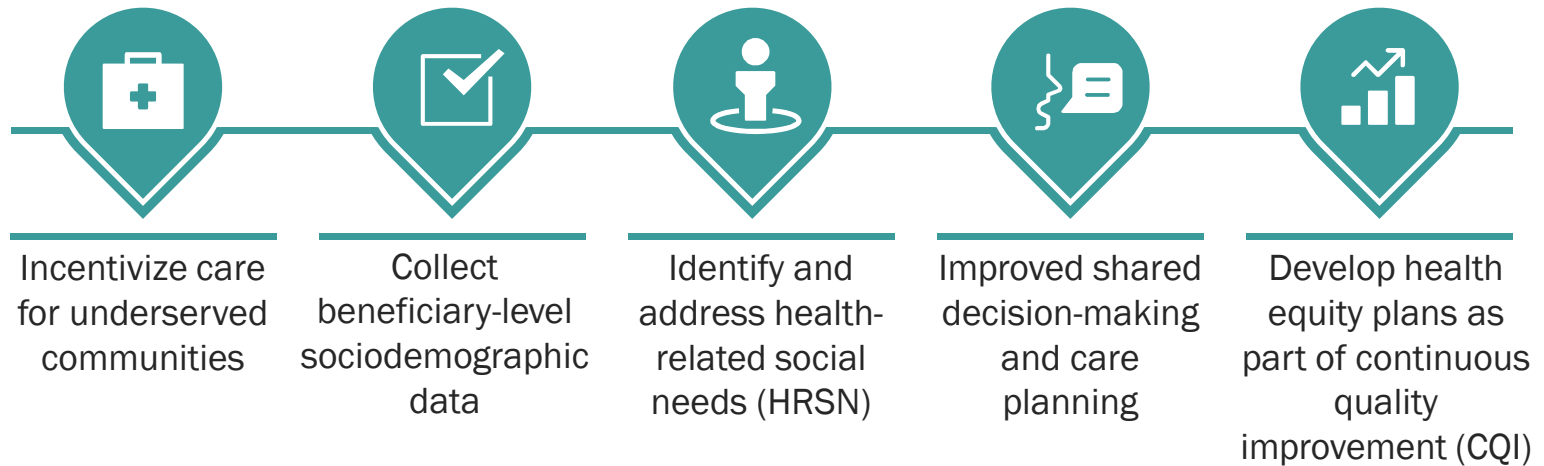 Incentivize care
for underserved
communities
Collect
beneficiary-level
sociodemographic
data
Identify and
address health-
related social
needs (HRSN)
Improved shared
decision-making
and care
planning
Develop health
equity plans as
part of continuous
quality
improvement (CQI)